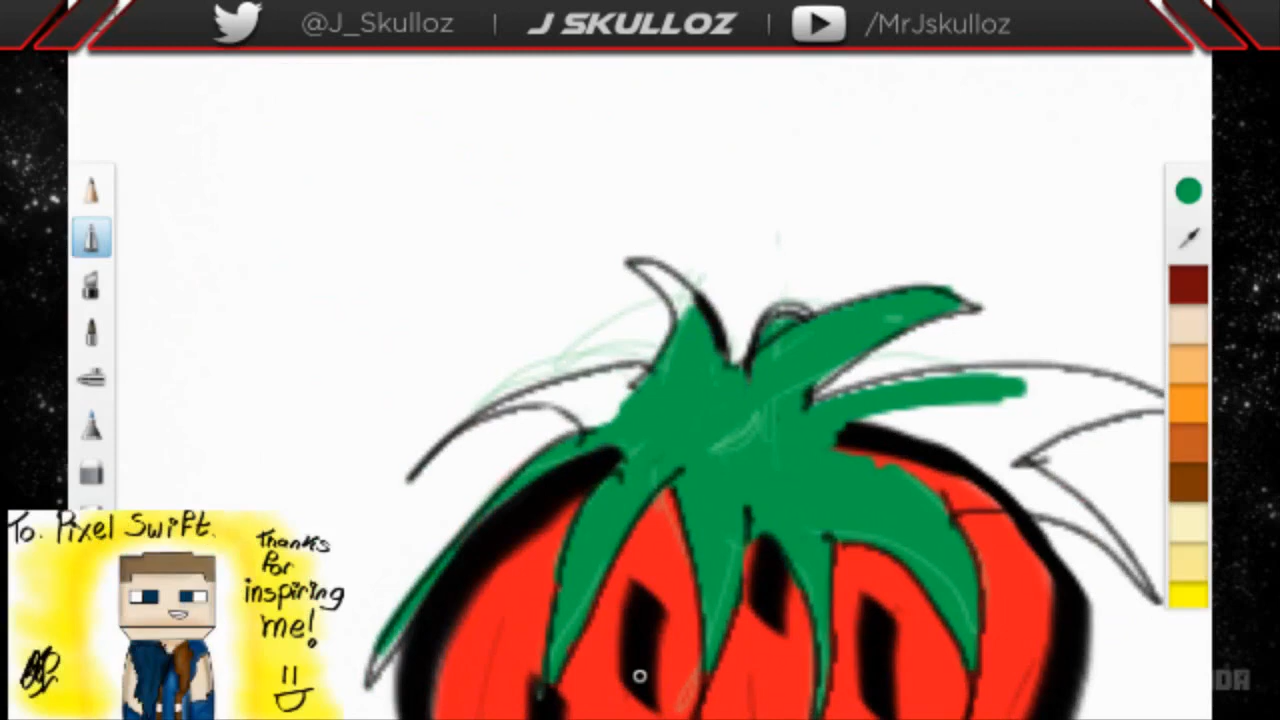 @J_Skulloz | J SKULLOZ | /MrJskulloz
To: Pixel Swift.
Thanks
for
inspiring
me!